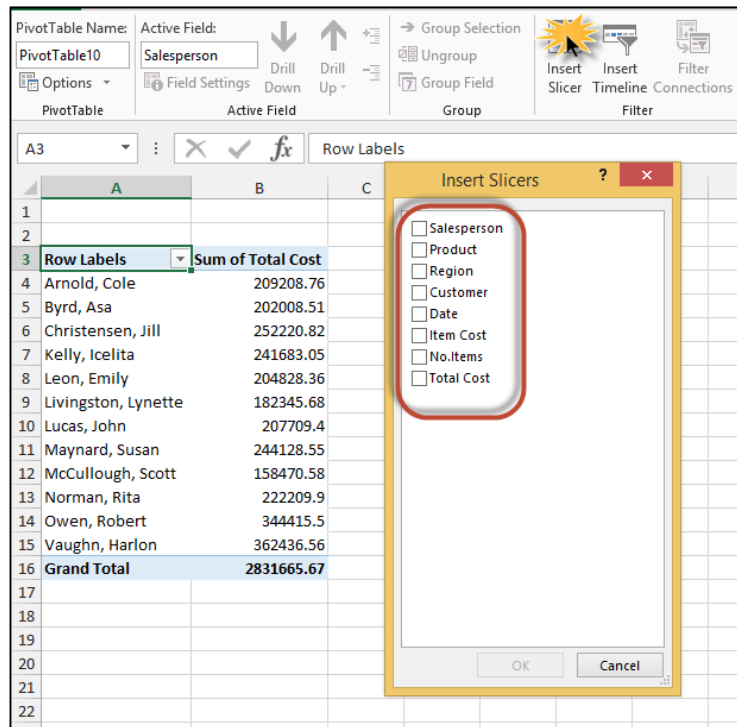 PivotTable Name: Active Field:
PivotTable10 Salesperson
Drill Down Drill Up
Options Field Settings
PivotTable Active Field
Group Selection
Ungroup
7 Group Field
Group
Insert Slicer Insert Timeline Filter Connections
Filter
A3 fx Row Labels
A B C
1
2
3 Row Labels Sum of Total Cost
4 Arnold, Cole 209208.76
5 Byrd, Asa 202008.51
6 Christensen, Jill 252220.82
7 Kelly, Icelita 241683.05
8 Leon, Emily 204828.36
9 Livingston, Lynette 182345.68
10 Lucas, John 207709.4
11 Maynard, Susan 244128.55
12 McCullough, Scott 158470.58
13 Norman, Rita 222209.9
14 Owen, Robert 344415.5
15 Vaughn, Harlon 362436.56
16 Grand Total 2831665.67
17
18
19
20
21
22
Insert Slicers ? ×
Salesperson
Product
Region
Customer
Date
Item Cost
No.Items
Total Cost
OK Cancel